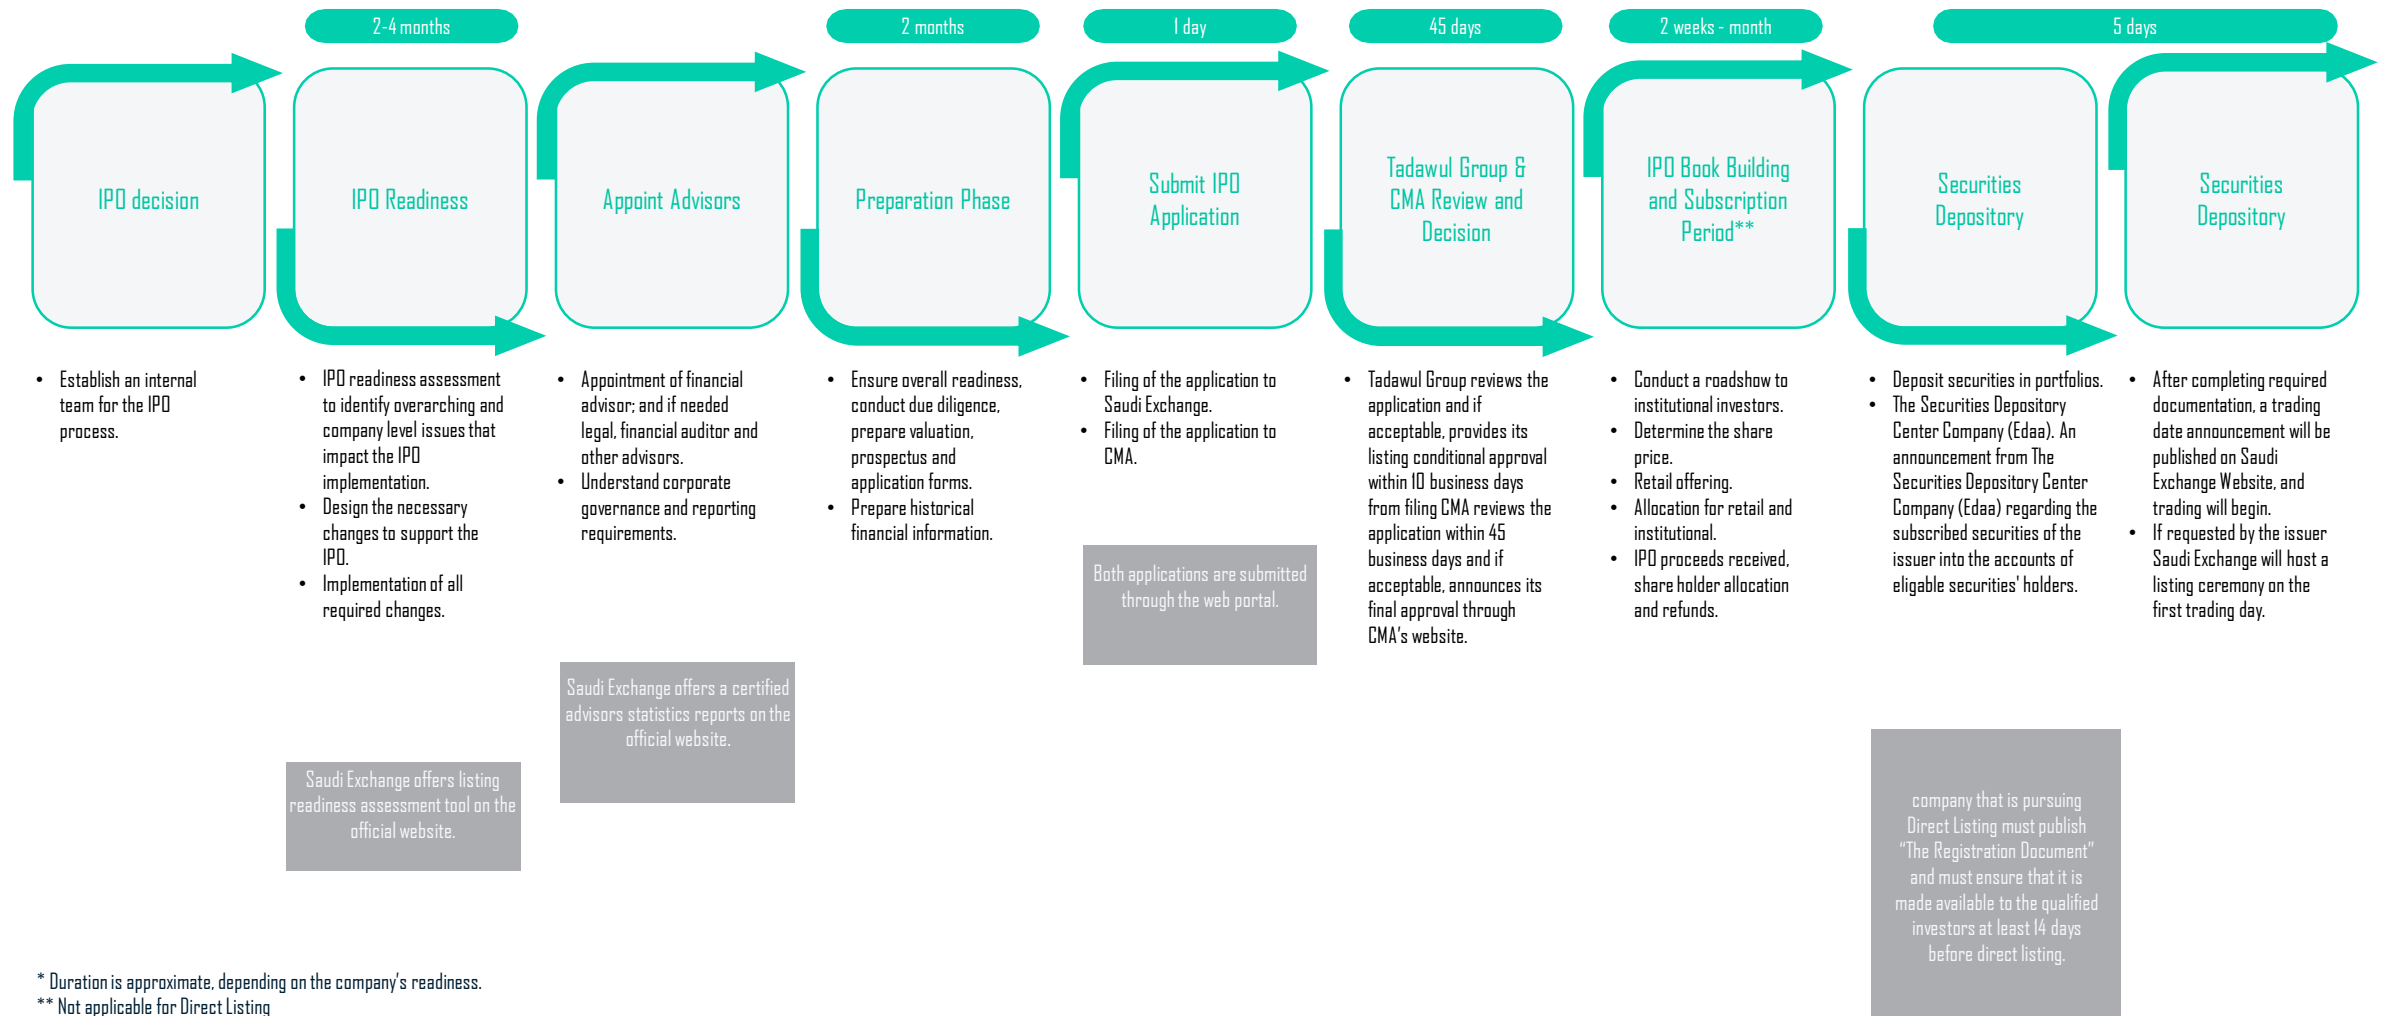 2-4 months
2 months
1 day
45 days
2 weeks - month
5 days
IPO decision
IPO Readiness
Appoint Advisors
Preparation Phase
Submit IPO
Application
Tadawul Group &
CMA Review and
Decision
IPO Book Building
and Subscription
Period**
Securities
Depository
Securities
Depository
• Establish an internal
team for the IPO
process.
• IPO readiness assessment
to identify overarching and
company level issues that
impact the IPO
implementation.
• Design the necessary
changes to support the
IPO.
• Implementation of all
required changes.
Saudi Exchange offers listing
readiness assessment tool on the
official website.
• Appointment of financial
advisor; and if needed
legal, financial auditor and
other advisors.
• Understand corporate
governance and reporting
requirements.
Saudi Exchange offers a certified
advisors statistics reports on the
official website.
• Ensure overall readiness,
conduct due diligence,
prepare valuation,
prospectus and
application forms.
• Prepare historical
financial information.
• Filing of the application to
Saudi Exchange.
• Filing of the application to
CMA.
Both applications are submitted
through the web portal.
• Tadawul Group reviews the
application and if
acceptable, provides its
listing conditional approval
within 10 business days
from filing CMA reviews the
application within 45
business days and if
acceptable, announces its
final approval through
CMA's website.
• Conduct a roadshow to
institutional investors.
• Determine the share
price.
• Retail offering.
• Allocation for retail and
institutional.
• IPO proceeds received,
share holder allocation
and refunds.
• Deposit securities in portfolios.
• The Securities Depository
Center Company (Edaa). An
announcement from The
Securities Depository Center
Company (Edaa) regarding the
subscribed securities of the
issuer into the accounts of
eligable securities' holders.
company that is pursuing
Direct Listing must publish
“The Registration Document”
and must ensure that it is
made available to the qualified
investors at least 14 days
before direct listing.
• After completing required
documentation, a trading
date announcement will be
published on Saudi
Exchange Website, and
trading will begin.
• If requested by the issuer
Saudi Exchange will host a
listing ceremony on the
first trading day.
* Duration is approximate, depending on the company's readiness.
** Not applicable for Direct Listing